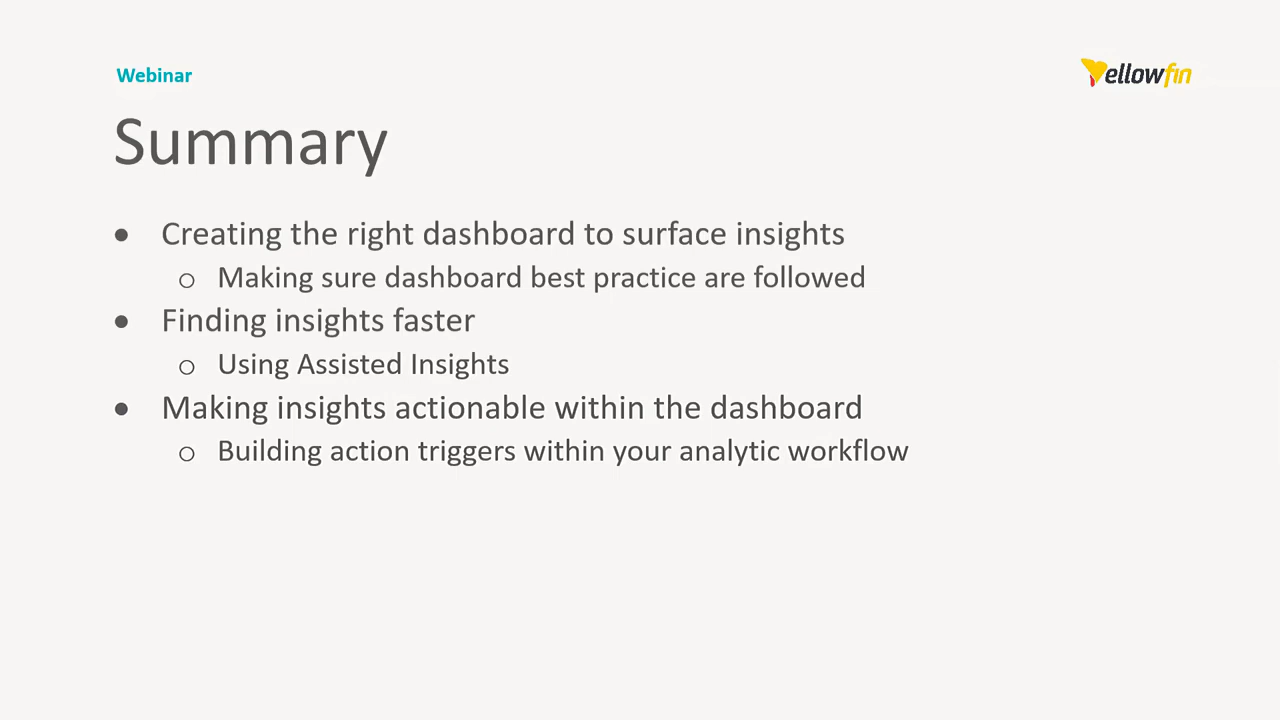 Webinar
Yellowfin
Summary
● Creating the right dashboard to surface insights
○ Making sure dashboard best practice are followed
● Finding insights faster
○ Using Assisted Insights
● Making insights actionable within the dashboard
○ Building action triggers within your analytic workflow